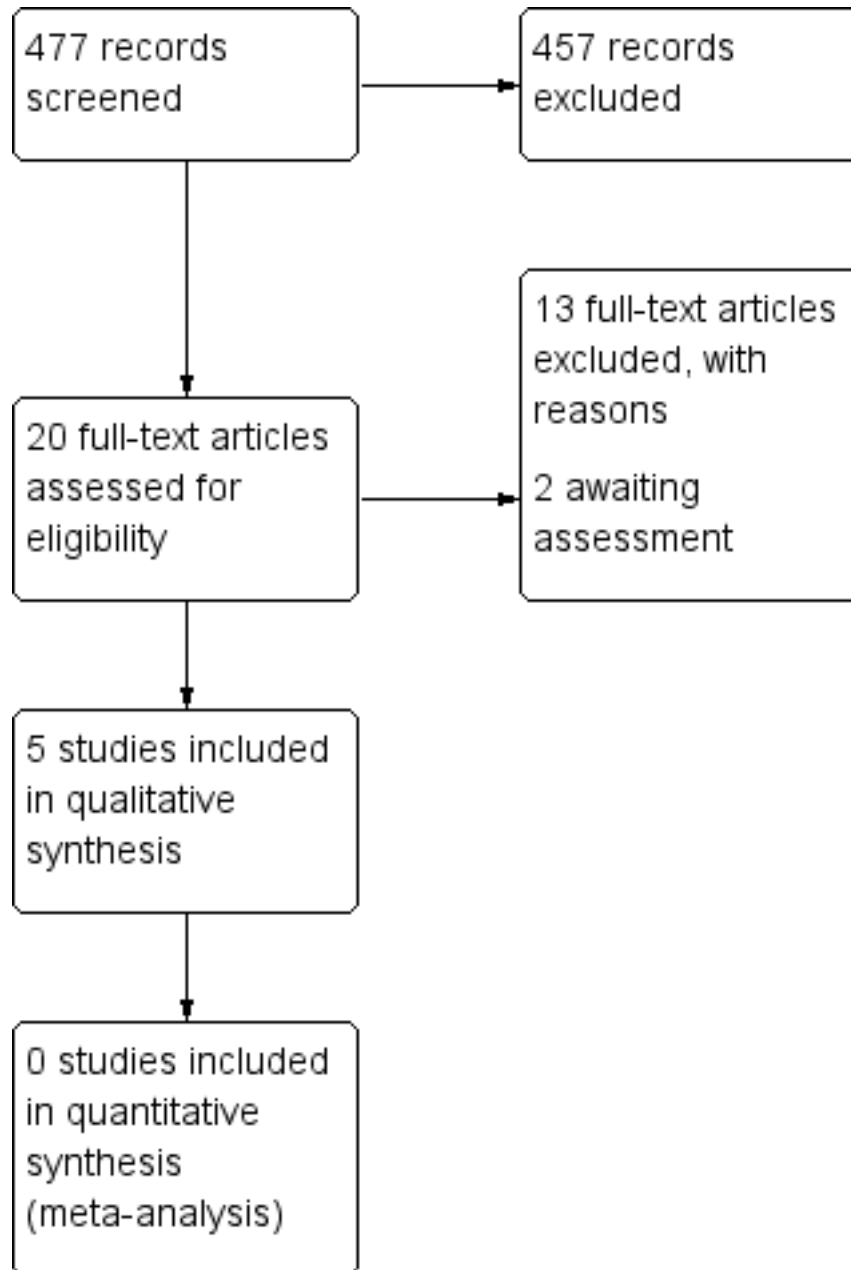 477 records
screened
457 records
excluded
13 full-text articles
excluded, with
reasons
2 awaiting
assessment
20 full-text articles
assessed for
eligibility
5 studies included
in qualitative
synthesis
0 studies included
in quantitative
synthesis
(meta-analysis)